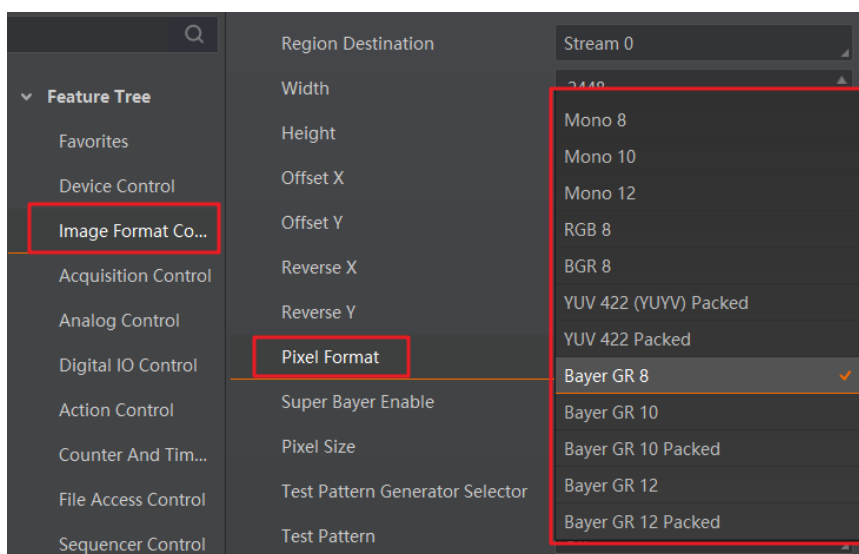 Feature Tree
Favorites
Device Control
Image Format Co...
Acquisition Control
Analog Control
Digital IO Control
Action Control
Counter And Tim...
File Access Control
Sequencer Control
Region Destination
Stream 0
Width
2448
Height
Offset X
Offset Y
Reverse X
Reverse Y
Pixel Format
Super Bayer Enable
Pixel Size
Test Pattern Generator Selector
Test Pattern
Mono 8
Mono 10
Mono 12
RGB 8
BGR 8
YUV 422 (YUYV) Packed
YUV 422 Packed
Bayer GR 8
Bayer GR 10
Bayer GR 10 Packed
Bayer GR 12
Bayer GR 12 Packed